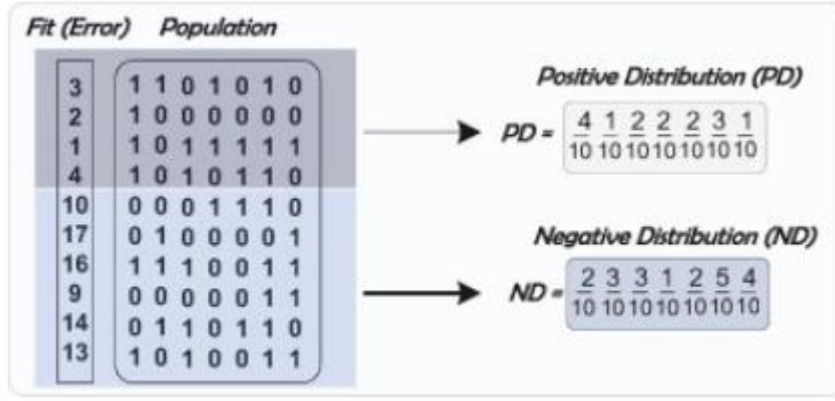 Fit (Error) Population
3 1 1 0 1 0 1 0
2 1 0 0 0 0 0 0
1 1 0 1 1 1 1 1
4 1 0 1 0 1 1 0
10 0 0 0 1 1 1 0
17 0 1 0 0 0 0 1
16 1 1 1 0 0 1 1
9 0 0 0 0 0 1 1
14 0 1 1 0 1 1 0
13 1 0 1 0 0 1 1
Positive Distribution (PD)
PD = 4/10 1/10 2/10 2/10 2/10 3/10 1/10
Negative Distribution (ND)
ND = 2/10 3/10 3/10 1/10 2/10 5/10 4/10